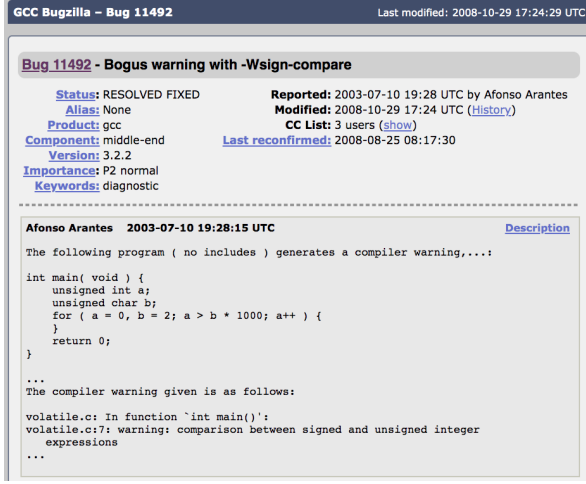 GCC Bugzilla – Bug 11492 Last modified: 2008-10-29 17:24:29 UTC
Bug 11492 - Bogus warning with -Wsign-compare
Status: RESOLVED FIXED
Alias: None
Product: gcc
Component: middle-end
Version: 3.2.2
Importance: P2 normal
Keywords: diagnostic
Reported: 2003-07-10 19:28 UTC by Afonso Arantes
Modified: 2008-10-29 17:24 UTC (History)
CC List: 3 users (show)
Last reconfirmed: 2008-08-25 08:17:30
Afonso Arantes 2003-07-10 19:28:15 UTC Description
The following program ( no includes ) generates a compiler warning,...:
int main( void ) {
    unsigned int a;
    unsigned char b;
    for ( a = 0, b = 2; a > b * 1000; a++ ) {
    }
    return 0;
}
...
The compiler warning given is as follows:
volatile.c: In function `int main()':
volatile.c:7: warning: comparison between signed and unsigned integer
   expressions
...